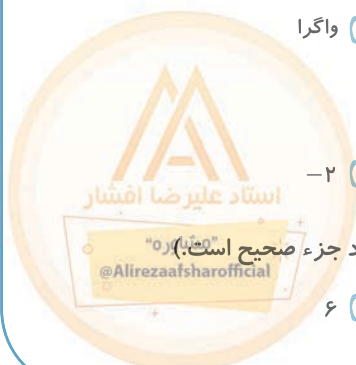 واگرا
−۲
استاد علیرضا افشار
د جزء صحیح است.)
"مشاوره"
@Alirezaafsharofficial
۶